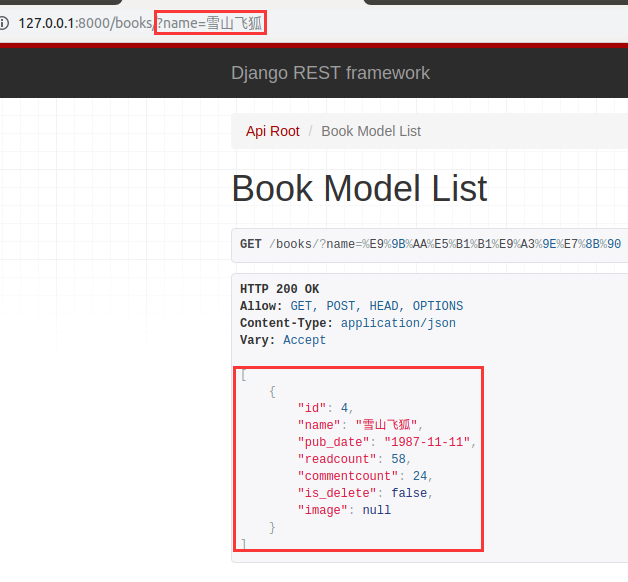 127.0.0.1:8000/books/?name=雪山飞狐
Django REST framework
Api Root / Book Model List
Book Model List
GET /books/?name=%E9%9B%AA%E5%B1%B1%E9%A3%9E%E7%8B%90
HTTP 200 OK
Allow: GET, POST, HEAD, OPTIONS
Content-Type: application/json
Vary: Accept
[
{
"id": 4,
"name": "雪山飞狐",
"pub_date": "1987-11-11",
"readcount": 58,
"commentcount": 24,
"is_delete": false,
"image": null
}
]